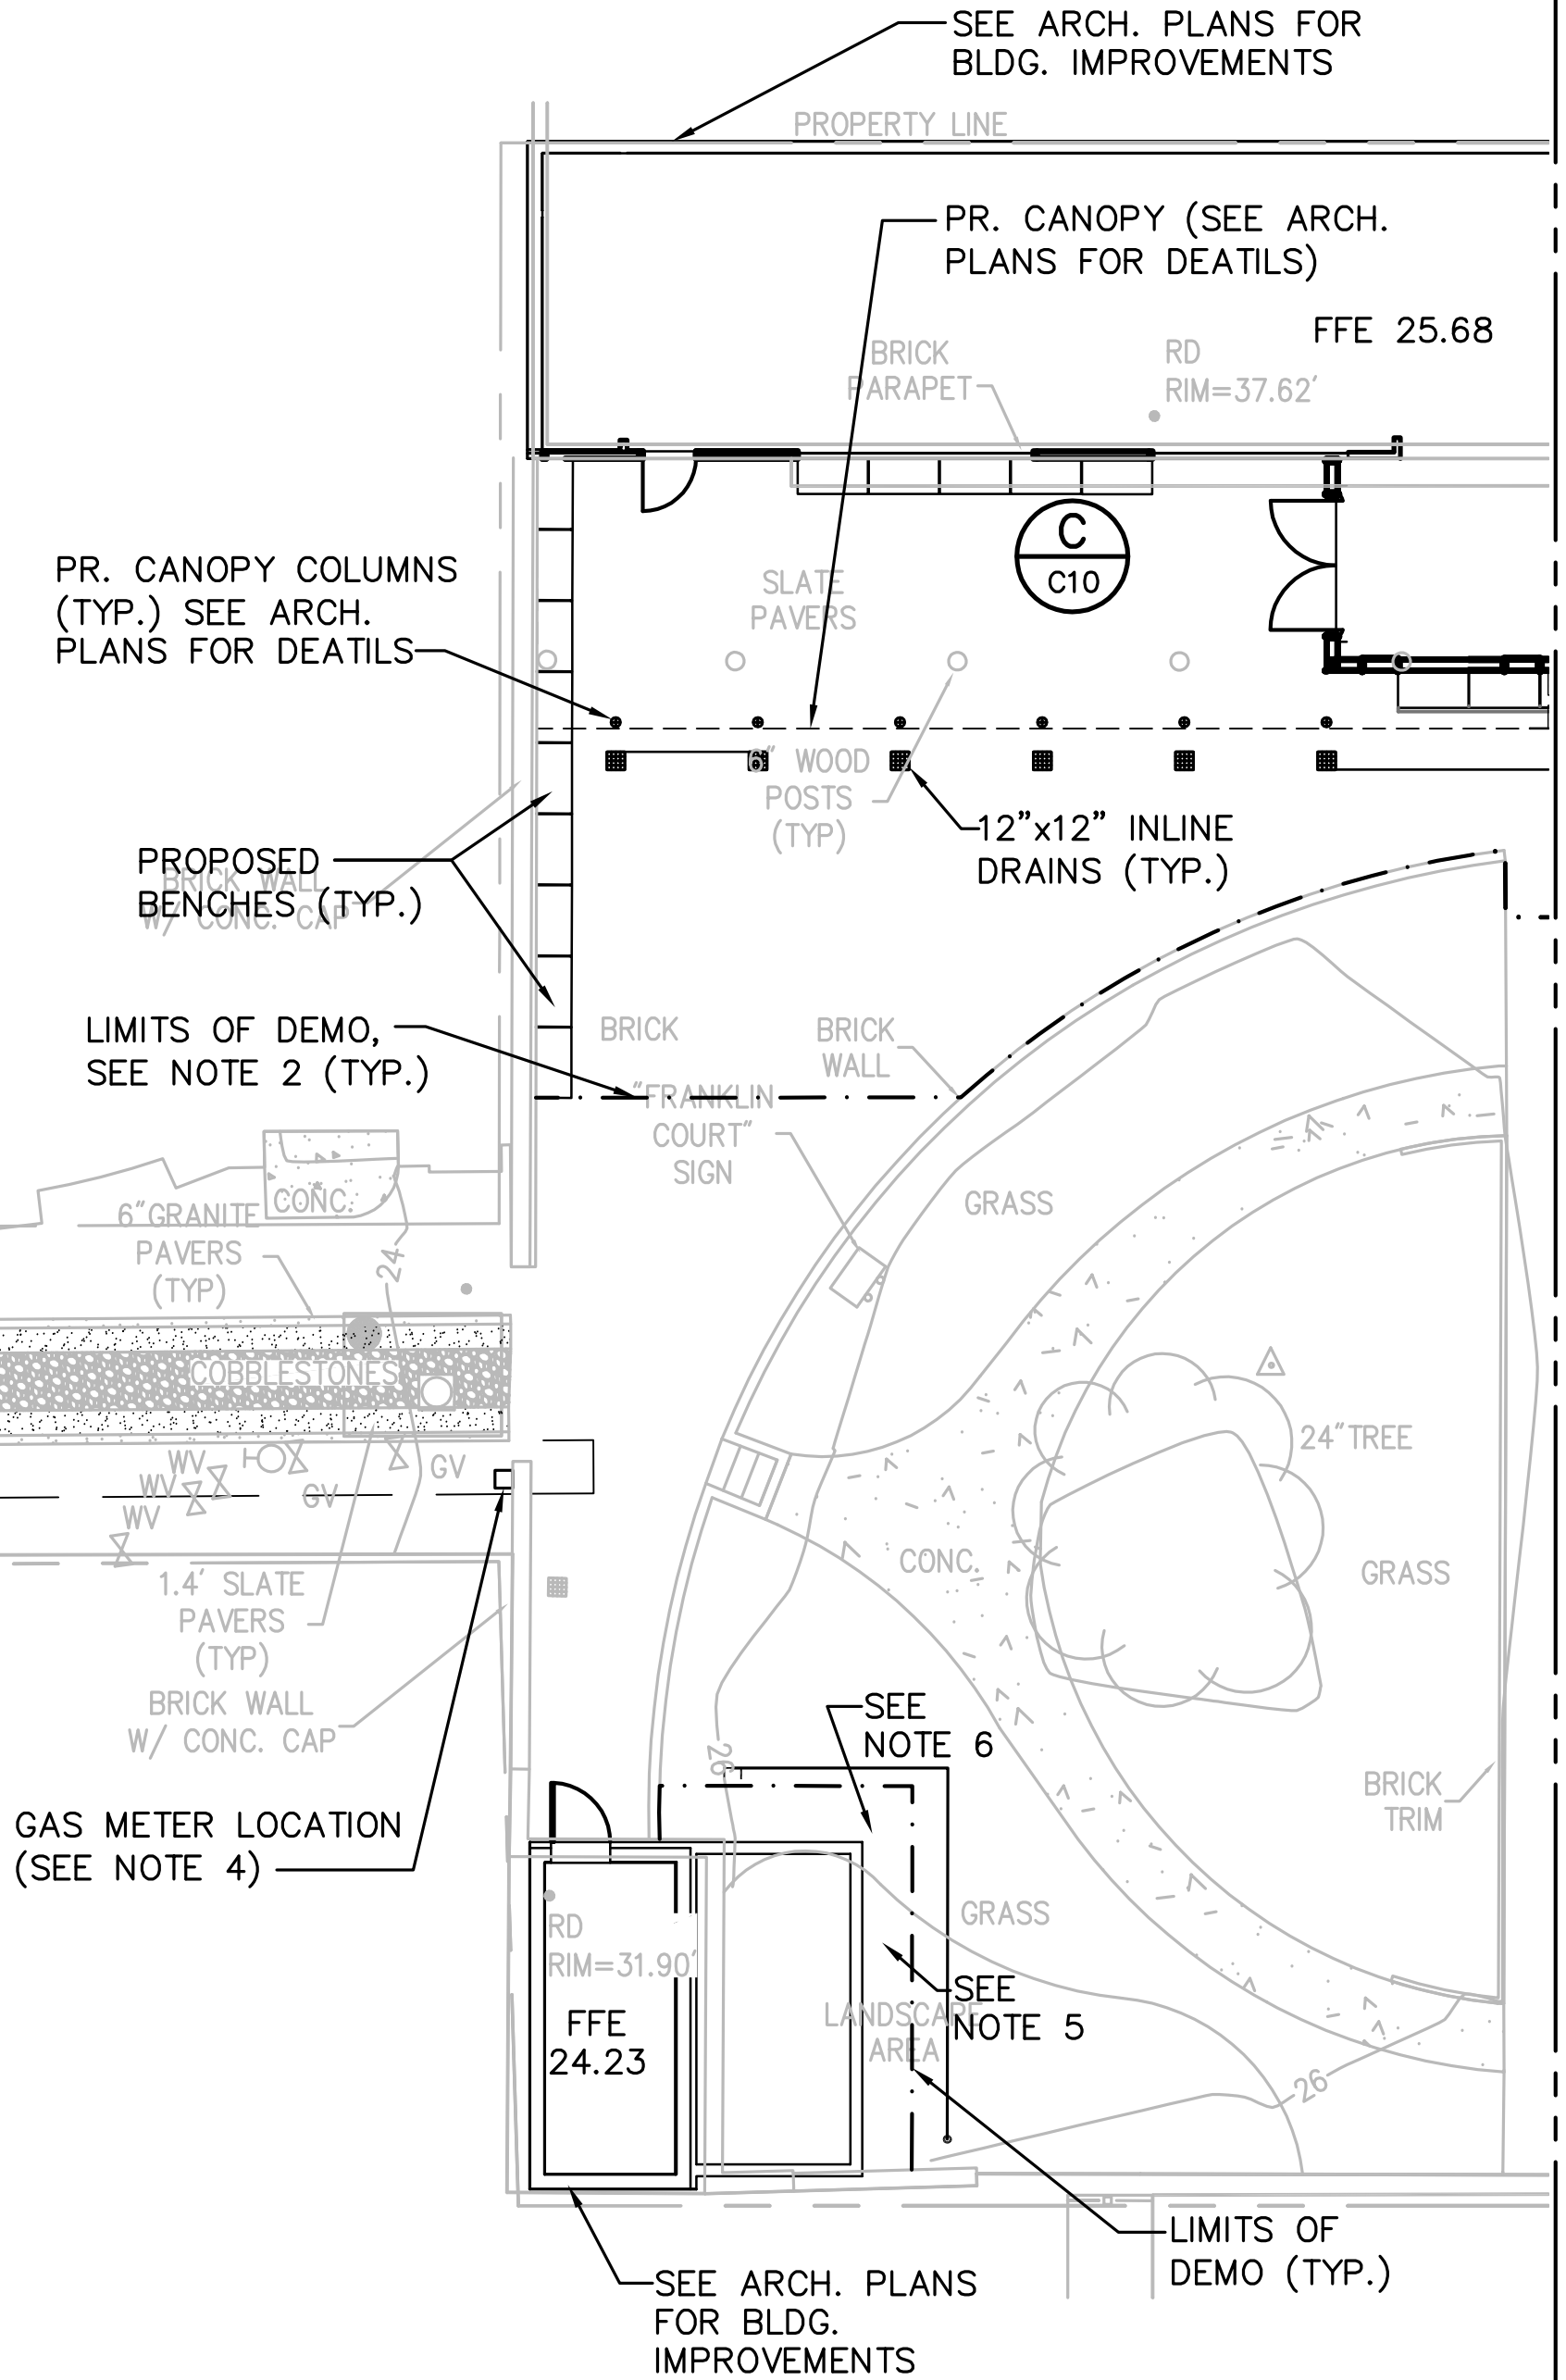 SEE ARCH. PLANS FOR
BLDG. IMPROVEMENTS
PROPERTY LINE
PR. CANOPY (SEE ARCH.
PLANS FOR DEATILS)
FFE 25.68
BRICK
PARAPET
RD
RIM=37.62'
C
C10
PR. CANOPY COLUMNS
(TYP.) SEE ARCH.
PLANS FOR DEATILS
SLATE
PAVERS
6" WOOD
POSTS
(TYP)
12"x12" INLINE
DRAINS (TYP.)
PROPOSED
BENCHES (TYP.)
BRICK WALL
W/ CONC. CAP
LIMITS OF DEMO,
SEE NOTE 2 (TYP.)
BRICK
BRICK
WALL
"FRANKLIN
COURT"
SIGN
GRASS
CONC.
6"GRANITE
PAVERS
(TYP)
24
COBBLESTONES
24"TREE
WV
WV
WV
GV
GV
CONC.
GRASS
1.4' SLATE
PAVERS
(TYP)
BRICK WALL
W/ CONC. CAP
SEE
NOTE 6
26
BRICK
TRIM
GAS METER LOCATION
(SEE NOTE 4)
GRASS
RD
RIM=31.90'
SEE
NOTE 5
LANDSCAPE
AREA
FFE
24.23
26
LIMITS OF
DEMO (TYP.)
SEE ARCH. PLANS
FOR BLDG.
IMPROVEMENTS